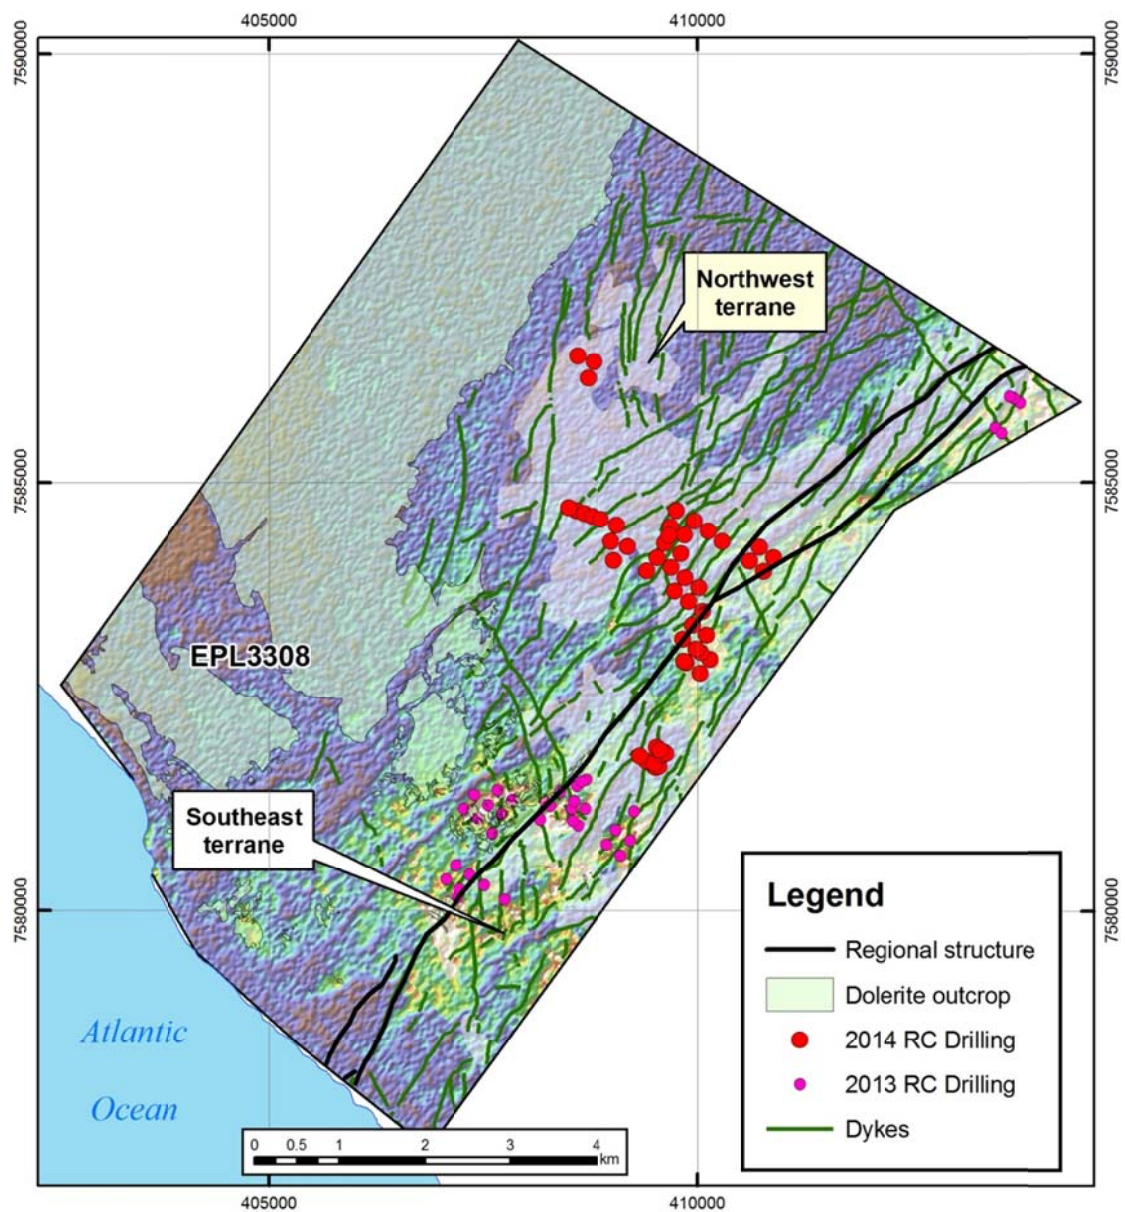 405000
410000
7590000
7590000
Northwest
terrane
7585000
7585000
EPL3308
Southeast
terrane
7580000
7580000
Legend
Regional structure
Dolerite outcrop
2014 RC Drilling
2013 RC Drilling
Dykes
Atlantic
Ocean
0 0.5 1 2 3 4
km
405000
410000